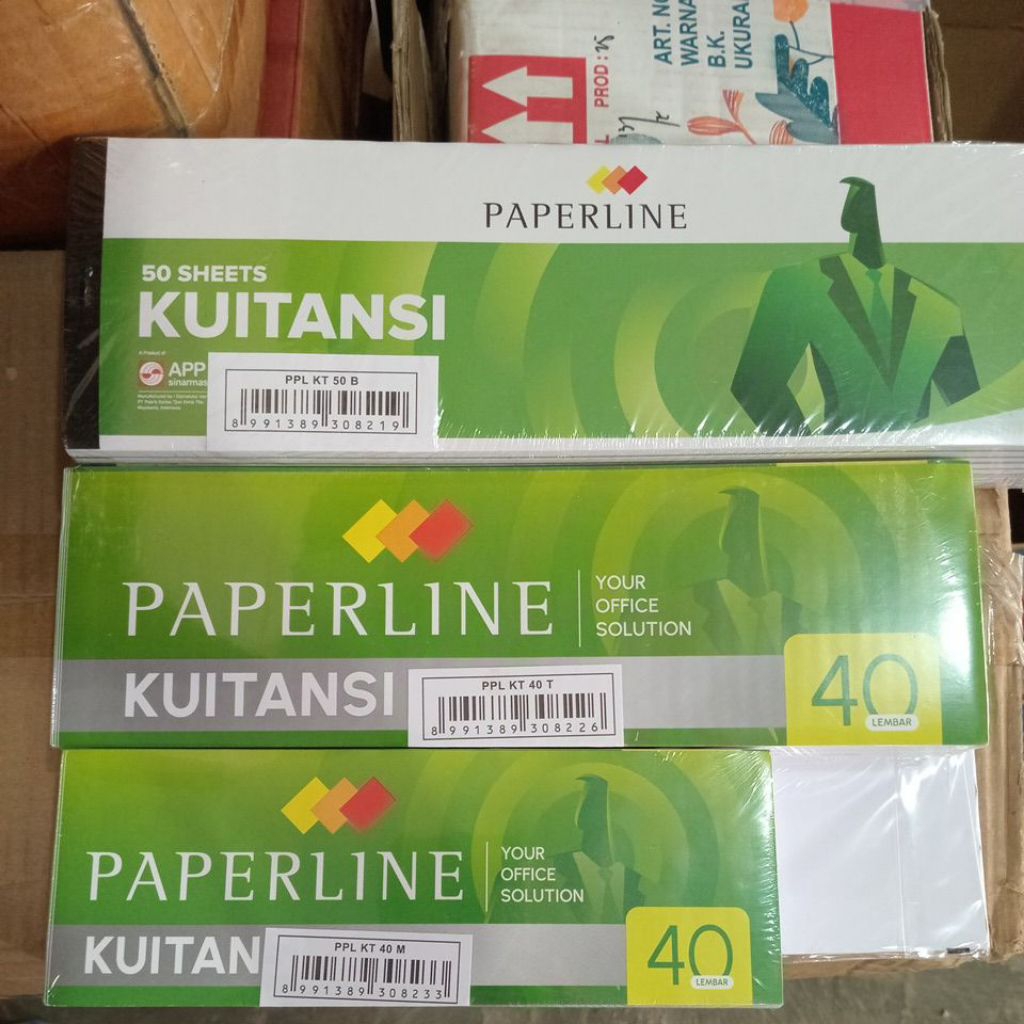 ART. NO
WARNA
B.K.
UKURA
PROD :
PAPERLINE
50 SHEETS
KUITANSI
A Product of
APP
sinarmas
PPL KT 50 B
8 991389 308219
PAPERLINE
YOUR
OFFICE
SOLUTION
KUITANSI
PPL KT 40 T
8 991389 308226
40
LEMBAR
PAPERLINE
YOUR
OFFICE
SOLUTION
KUITAN
PPL KT 40 M
8 991389 308233
40
LEMBAR